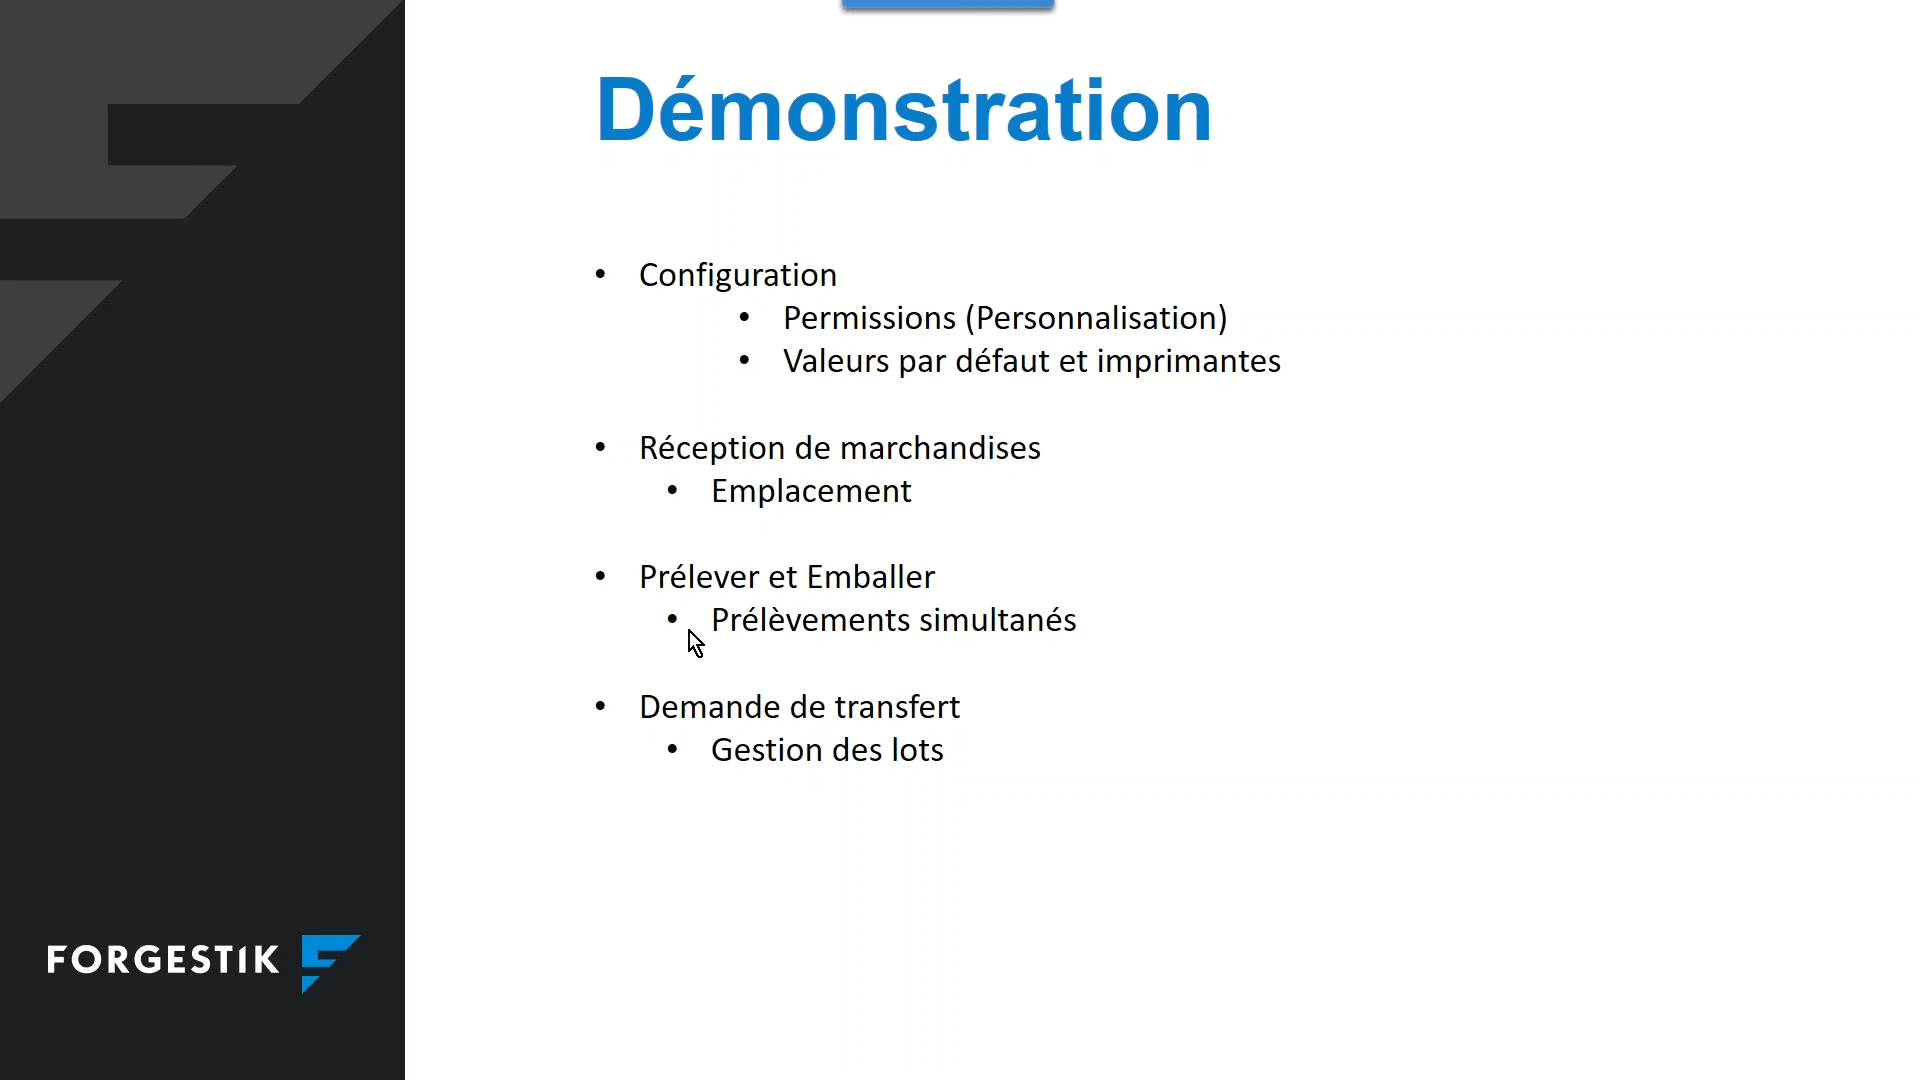 Démonstration
• Configuration
• Permissions (Personnalisation)
• Valeurs par défaut et imprimantes
• Réception de marchandises
• Emplacement
• Prélever et Emballer
• Prélèvements simultanés
• Demande de transfert
• Gestion des lots
FORGESTIK